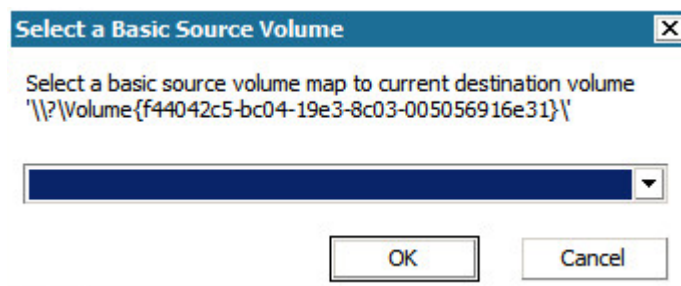 Select a Basic Source Volume
Select a basic source volume map to current destination volume
'\\?\Volume{f44042c5-bc04-19e3-8c03-005056916e31}\'
OK
Cancel